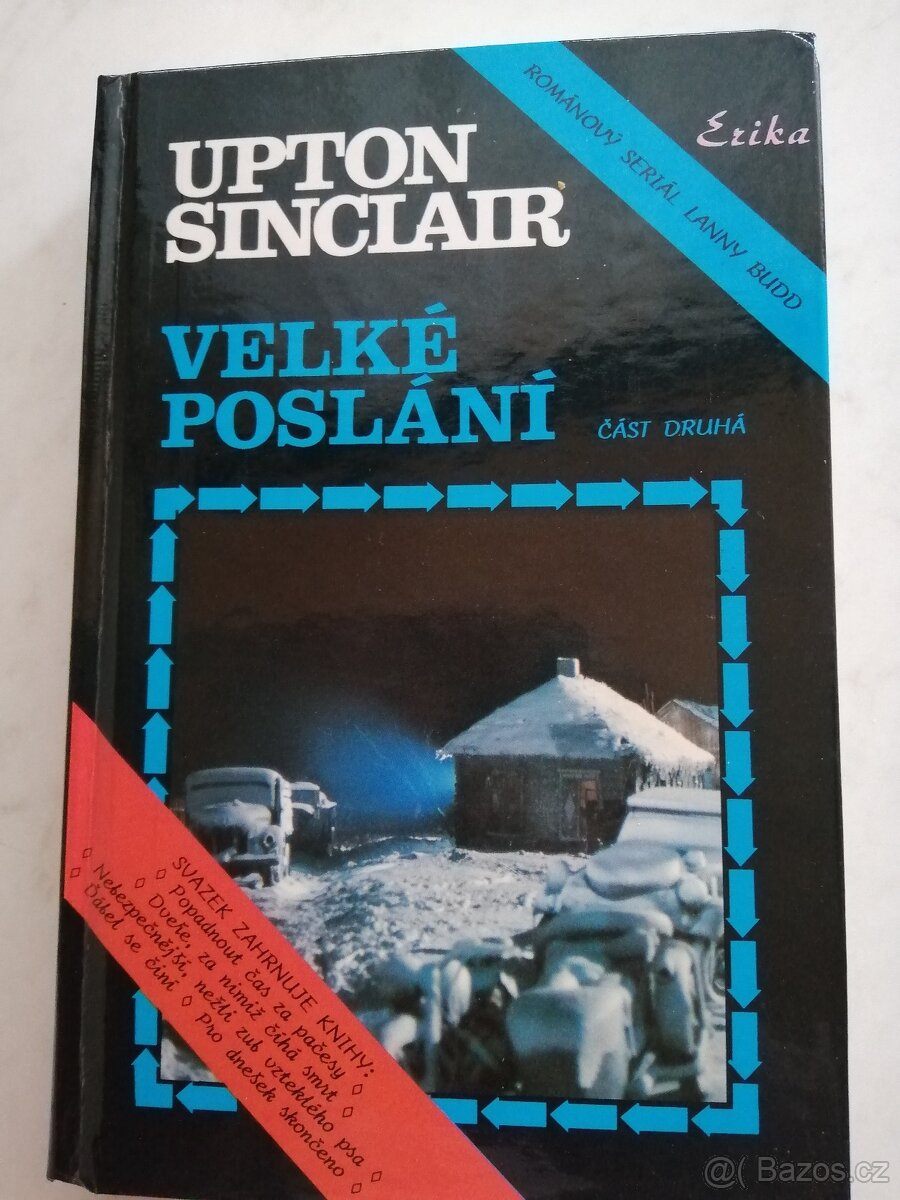 ROMÁNOVÝ SERIÁL LANNY BUDD
Erika
UPTON
SINCLAIR
VELKÉ
POSLÁNÍ
ČÁST DRUHÁ
SVAZEK ZAHRNUJE KNIHY:
◊ Popadnout čas za pačesy ◊
◊ Dveře, za nimiž číhá smrt ◊
◊ Nebezpečnější, nežli zub vzteklého psa ◊
◊ Ďábel se činí ◊ Pro dnešek skončeno ◊
@( Bazos.cz